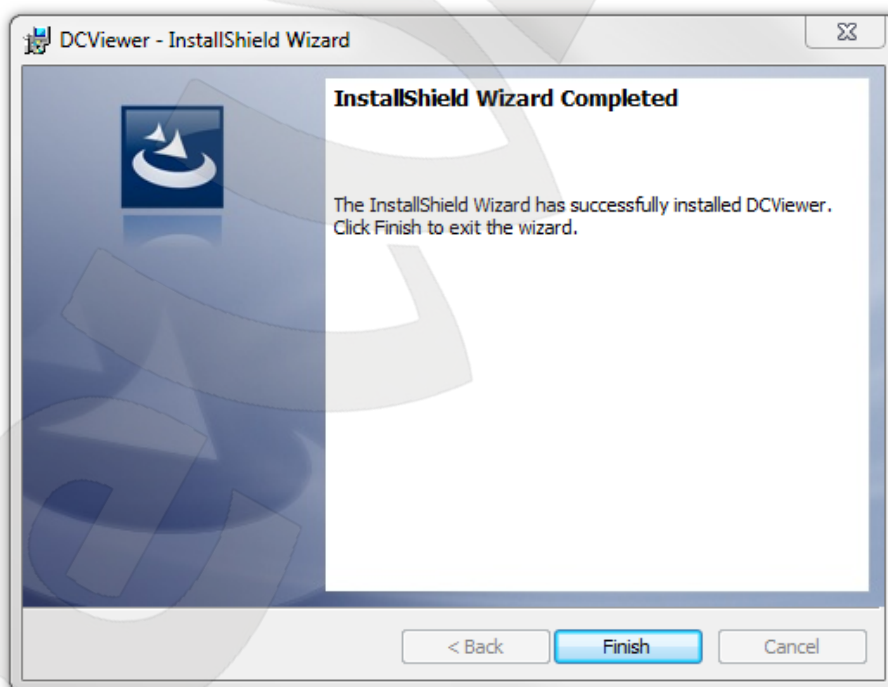 DCViewer - InstallShield Wizard
InstallShield Wizard Completed
The InstallShield Wizard has successfully installed DCViewer.
Click Finish to exit the wizard.
< Back
Finish
Cancel